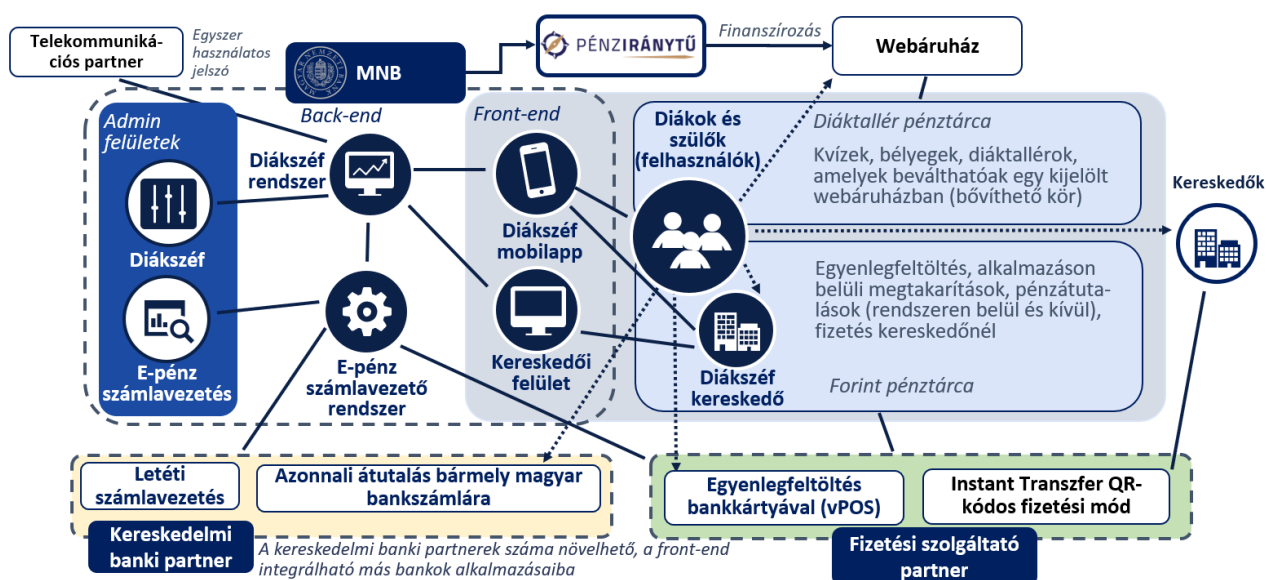 Telekommuniká-
ciós partner
Egyszer
használatos
jelszó
MNB
PÉNZIRÁNYTŰ
Finanszírozás
Webáruház
Admin
felületek
Back-end
Front-end
Diákszéf
rendszer
Diákszéf
E-pénz
számlavezetés
E-pénz
számlavezető
rendszer
Diákszéf
mobilapp
Kereskedői
felület
Diákok és
szülők
(felhasználók)
Diákszéf
kereskedő
Diáktallér pénztárca
Kvízek, bélyegek, diáktallérok,
amelyek beválthatóak egy kijelölt
webáruházban (bővíthető kör)
Egyenlegfeltöltés, alkalmazáson
belüli megtakarítások, pénzátuta-
lások (rendszeren belül és kívül),
fizetés kereskedőnél
Forint pénztárca
Kereskedők
Letéti
számlavezetés
Azonnali átutalás bármely magyar
bankszámlára
Kereskedelmi
banki partner
A kereskedelmi banki partnerek száma növelhető, a front-end
integrálható más bankok alkalmazásaiba
Egyenlegfeltöltés
bankkártyával (vPOS)
Instant Transzfer QR-
kódos fizetési mód
Fizetési szolgáltató
partner